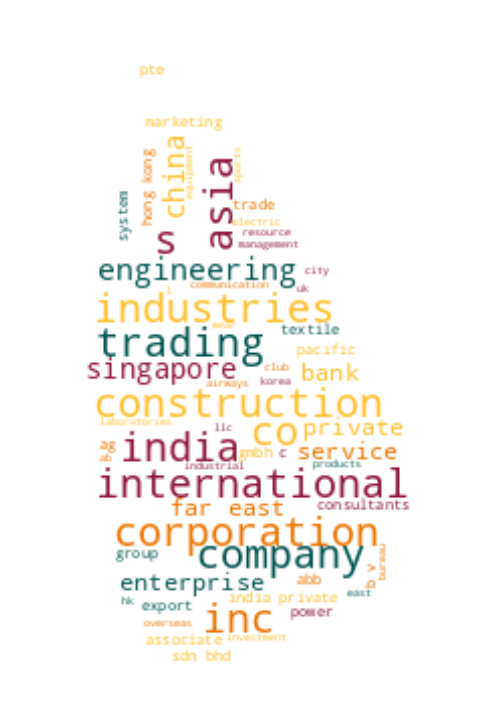 pte
marketing
china
equipment
hong kong
asia
sports
system
trade
electric
resource
s
management
engineering
city
communication
uk
l
industries
wear
textile
trading
pacific
singapore
club
bank
airways
korea
construction
laboratories
llc
co
private
ag
india
gmbh
c
service
ab
industrial
products
international
consultants
far east
corporation
company
group
bureau
enterprise
abb
b v
east
hk
export
india private
power
inc
overseas
associate
investment
sdn bhd